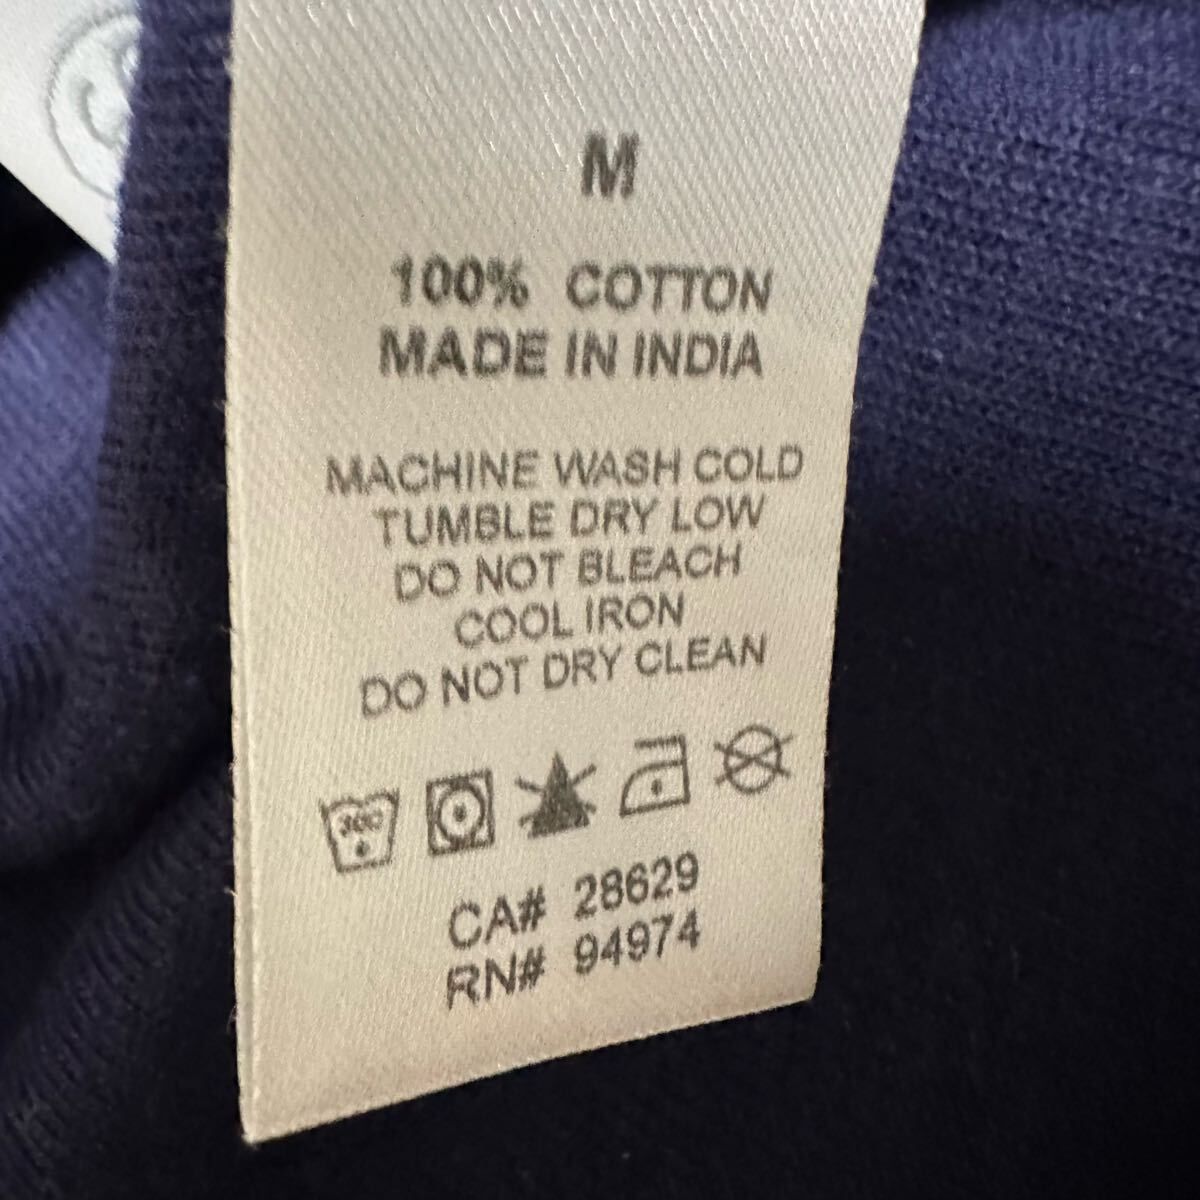 M
100% COTTON
MADE IN INDIA
MACHINE WASH COLD
TUMBLE DRY LOW
DO NOT BLEACH
COOL IRON
DO NOT DRY CLEAN
30C
CA# 28629
RN# 94974